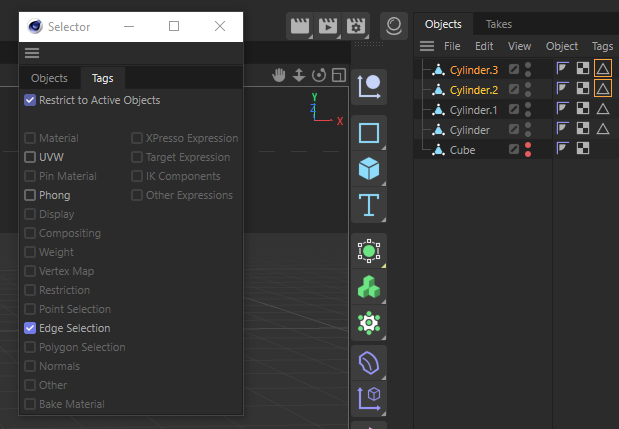 Selector
Objects Tags
Restrict to Active Objects
Material XPresso Expression
UVW Target Expression
Pin Material IK Components
Phong Other Expressions
Display
Compositing
Weight
Vertex Map
Restriction
Point Selection
Edge Selection
Polygon Selection
Normals
Other
Bake Material
Y
Z
X
Objects Takes
File Edit View Object Tags
Cylinder.3
Cylinder.2
Cylinder.1
Cylinder
Cube